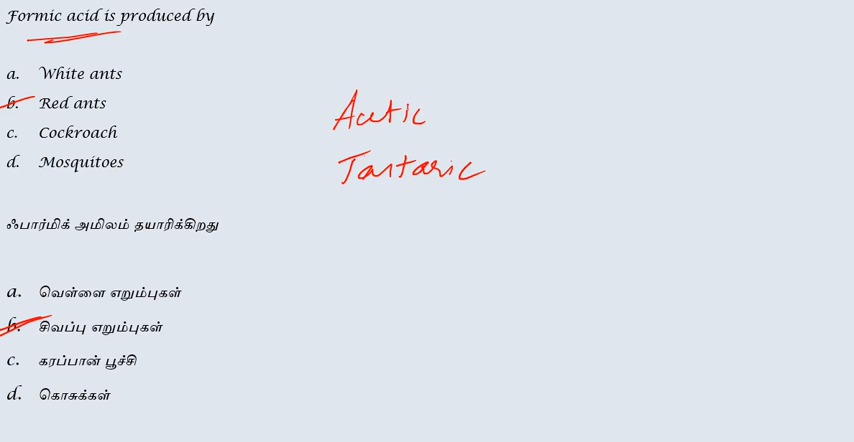 Formic acid is produced by
a. White ants
b. Red ants
c. Cockroach
d. Mosquitoes
Acetic
Tartaric
ஃபார்மிக் அமிலம் தயாரிக்கிறது
a. வெள்ளை எறும்புகள்
b. சிவப்பு எறும்புகள்
c. கரப்பான் பூச்சி
d. கொசுக்கள்